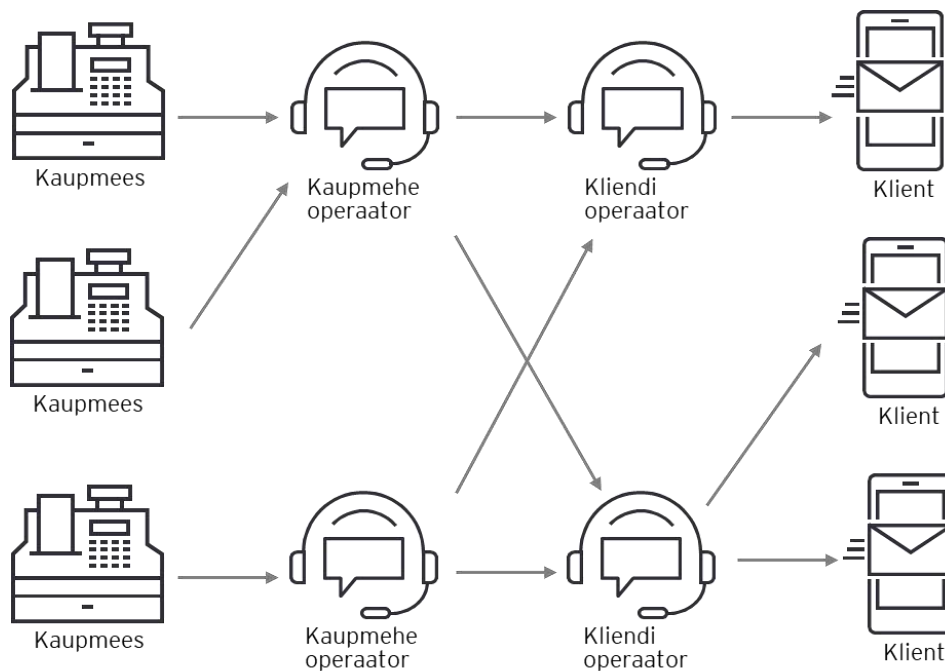 Kaupmees
Kaupmehe
operaator
Kliendi
operaator
Klient
Kaupmees
Klient
Kaupmees
Kaupmehe
operaator
Kliendi
operaator
Klient